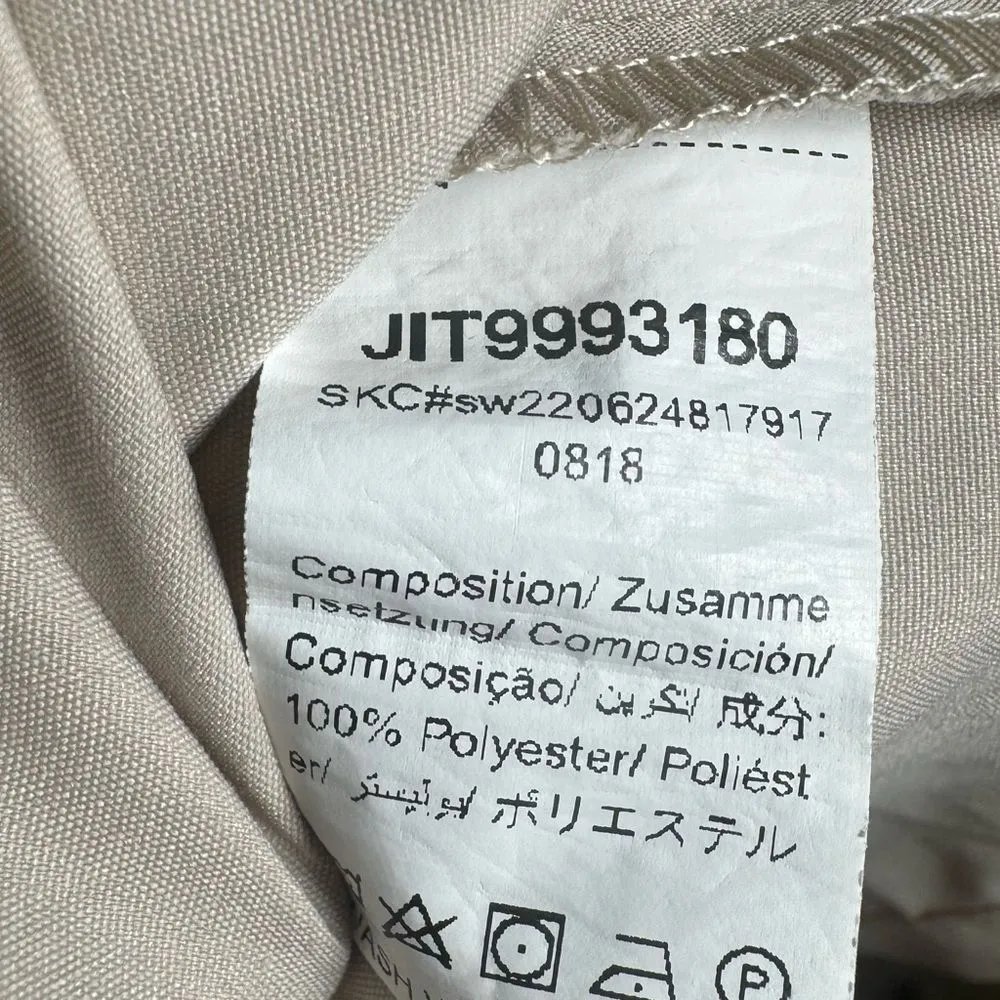 JIT9993180
SKC#sw220624817917
0818
Composition/ Zusamme
nsetzung/ Composición/
Composição/ تكوين/ 成分:
100% Polyester/ Poliést
er/ بوليستر/ ポリエステル
P